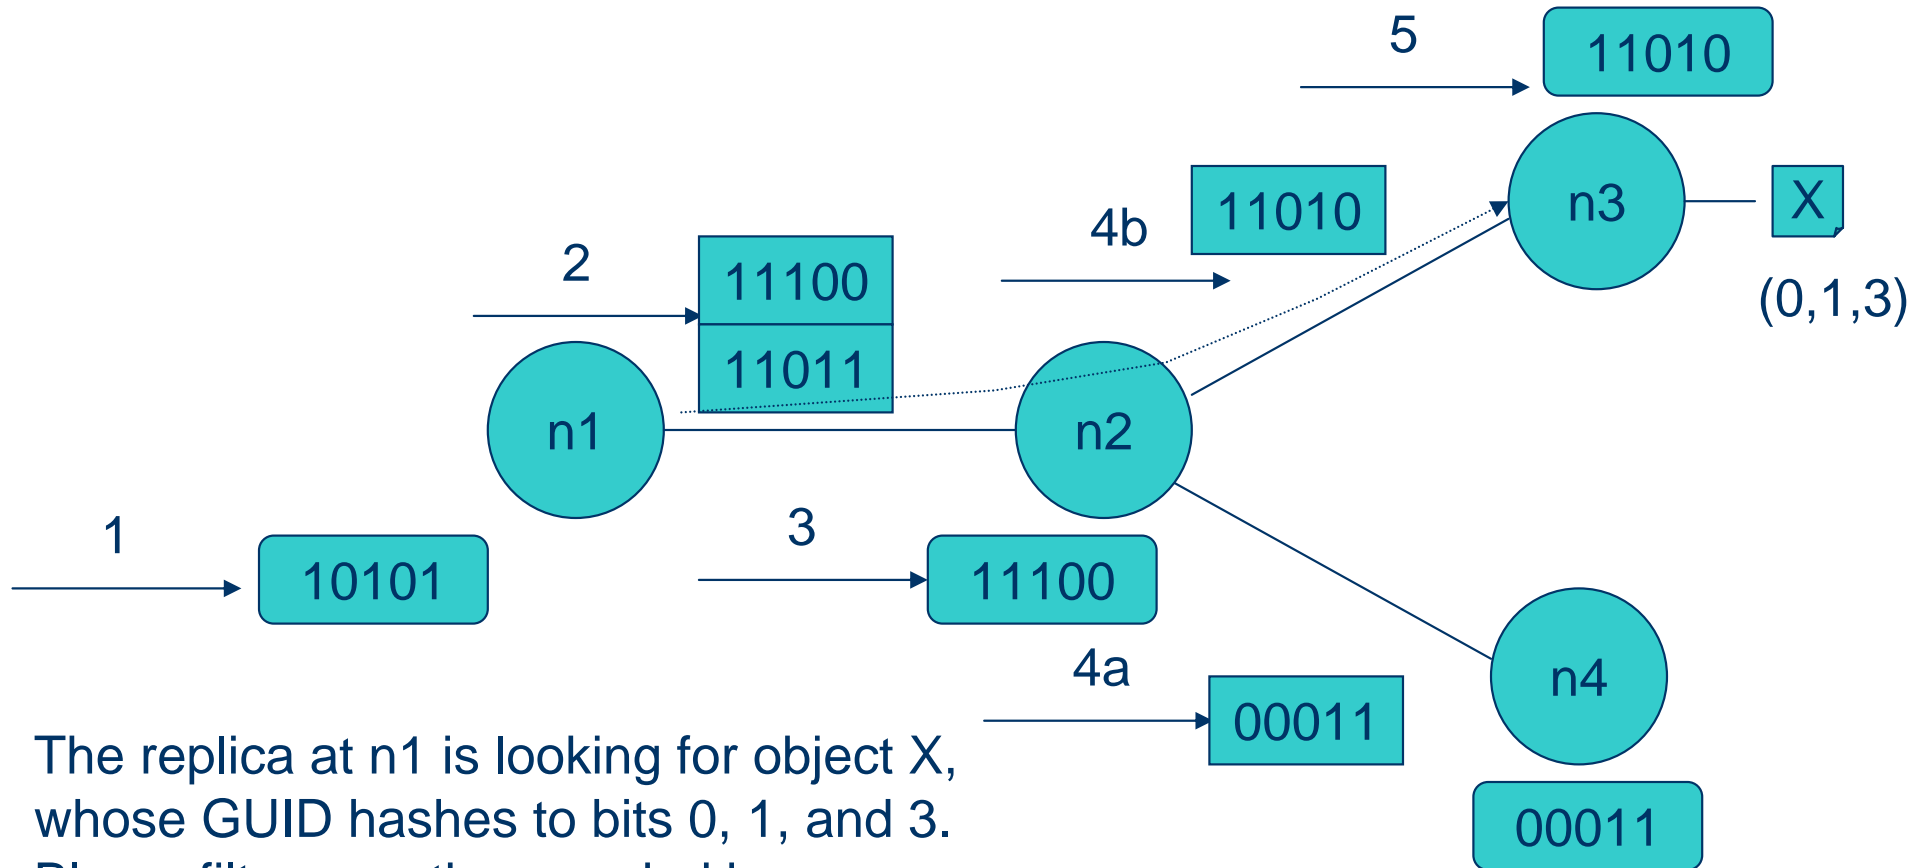 5
11010
n3
X
(0,1,3)
4b
11010
2
11100
11011
n1
n2
1
10101
3
11100
4a
00011
n4
00011
The replica at n1 is looking for object X,
whose GUID hashes to bits 0, 1, and 3.